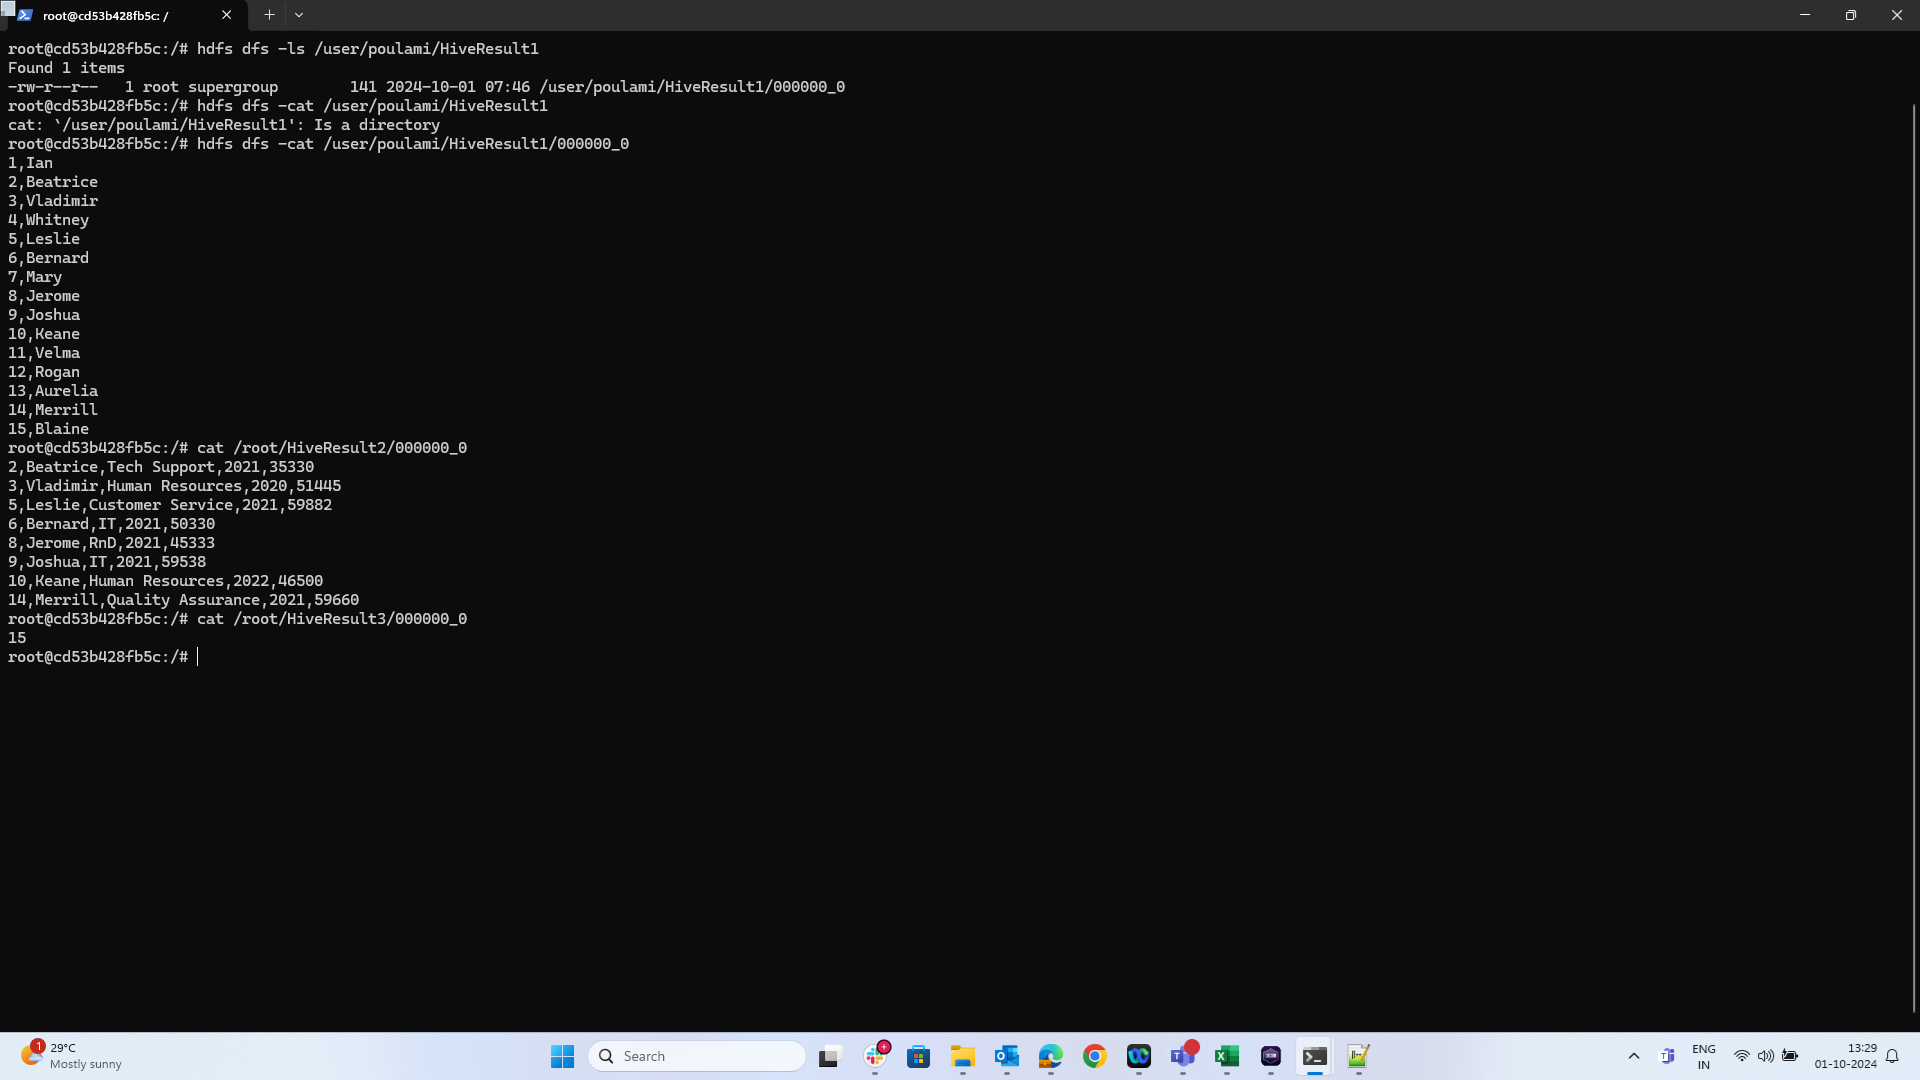 root@cd53b428fb5c: /
root@cd53b428fb5c:/# hdfs dfs -ls /user/poulami/HiveResult1
Found 1 items
-rw-r--r--   1 root supergroup        141 2024-10-01 07:46 /user/poulami/HiveResult1/000000_0
root@cd53b428fb5c:/# hdfs dfs -cat /user/poulami/HiveResult1
cat: `/user/poulami/HiveResult1': Is a directory
root@cd53b428fb5c:/# hdfs dfs -cat /user/poulami/HiveResult1/000000_0
1,Ian
2,Beatrice
3,Vladimir
4,Whitney
5,Leslie
6,Bernard
7,Mary
8,Jerome
9,Joshua
10,Keane
11,Velma
12,Rogan
13,Aurelia
14,Merrill
15,Blaine
root@cd53b428fb5c:/# cat /root/HiveResult2/000000_0
2,Beatrice,Tech Support,2021,35330
3,Vladimir,Human Resources,2020,51445
5,Leslie,Customer Service,2021,59882
6,Bernard,IT,2021,50330
8,Jerome,RnD,2021,45333
9,Joshua,IT,2021,59538
10,Keane,Human Resources,2022,46500
14,Merrill,Quality Assurance,2021,59660
root@cd53b428fb5c:/# cat /root/HiveResult3/000000_0
15
root@cd53b428fb5c:/#
1
29°C
Mostly sunny
Search
ENG
IN
13:29
01-10-2024